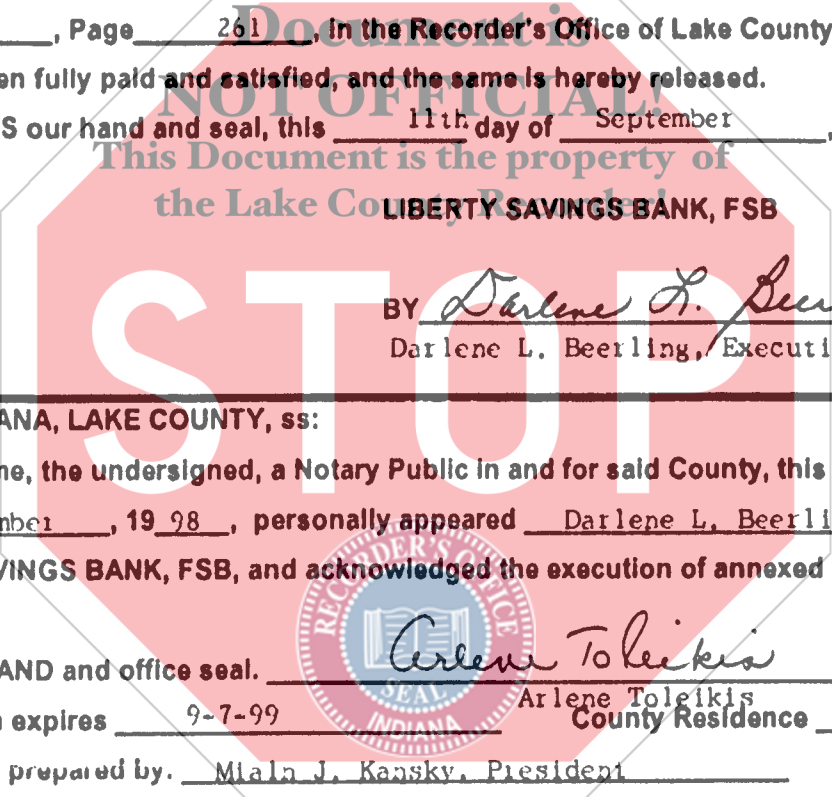 Document is
, Page 261, in the Recorder's Office of Lake County
en fully paid and satisfied, and the same is hereby released.
NOT OFFICIAL!
S our hand and seal, this 11th day of September,
This Document is the property of
the Lake County Recorder!
LIBERTY SAVINGS BANK, FSB
STOP
BY Darlene L. Beer
Darlene L. Beerling, Executi
ANA, LAKE COUNTY, ss:
ne, the undersigned, a Notary Public in and for said County, this
mber, 19 98, personally appeared Darlene L. Beerli
VINGS BANK, FSB, and acknowledged the execution of annexed
RECORDER'S OFFICE
SEAL
INDIANA
Arlene Toleikis
AND and office seal.
Arlene Toleikis
n expires 9-7-99 County Residence
prepared by. Mialn J. Kansky, President